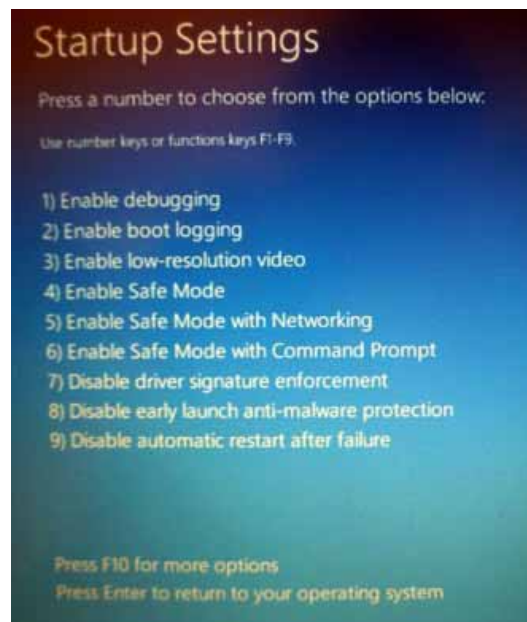 Startup Settings
Press a number to choose from the options below:
Use number keys or functions keys F1-F9.
1) Enable debugging
2) Enable boot logging
3) Enable low-resolution video
4) Enable Safe Mode
5) Enable Safe Mode with Networking
6) Enable Safe Mode with Command Prompt
7) Disable driver signature enforcement
8) Disable early launch anti-malware protection
9) Disable automatic restart after failure
Press F10 for more options
Press Enter to return to your operating system